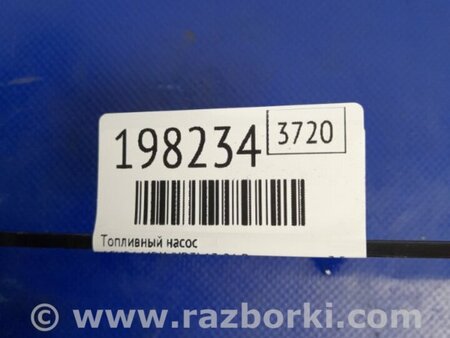 198234
3720
Топливный насос
© www.razborki.com